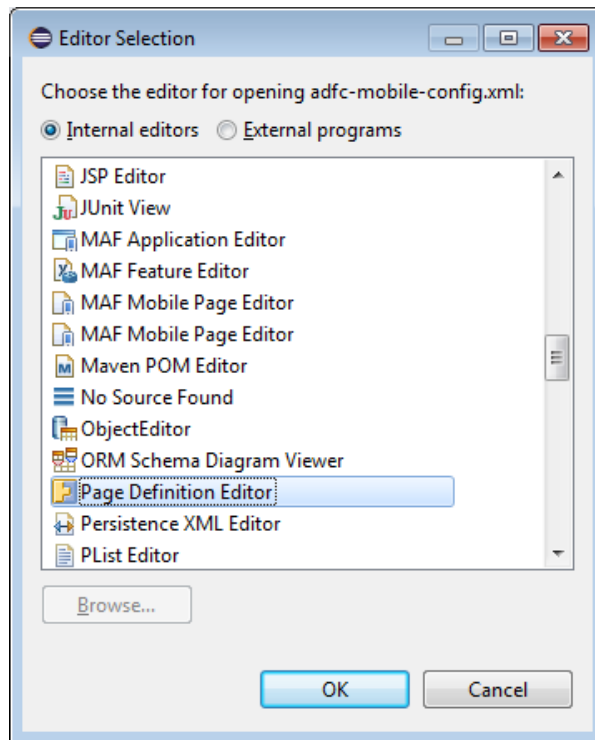 Editor Selection
Choose the editor for opening adfc-mobile-config.xml:
Internal editors External programs
JSP Editor
JUnit View
MAF Application Editor
MAF Feature Editor
MAF Mobile Page Editor
MAF Mobile Page Editor
Maven POM Editor
No Source Found
ObjectEditor
ORM Schema Diagram Viewer
Page Definition Editor
Persistence XML Editor
PList Editor
Browse...
OK Cancel